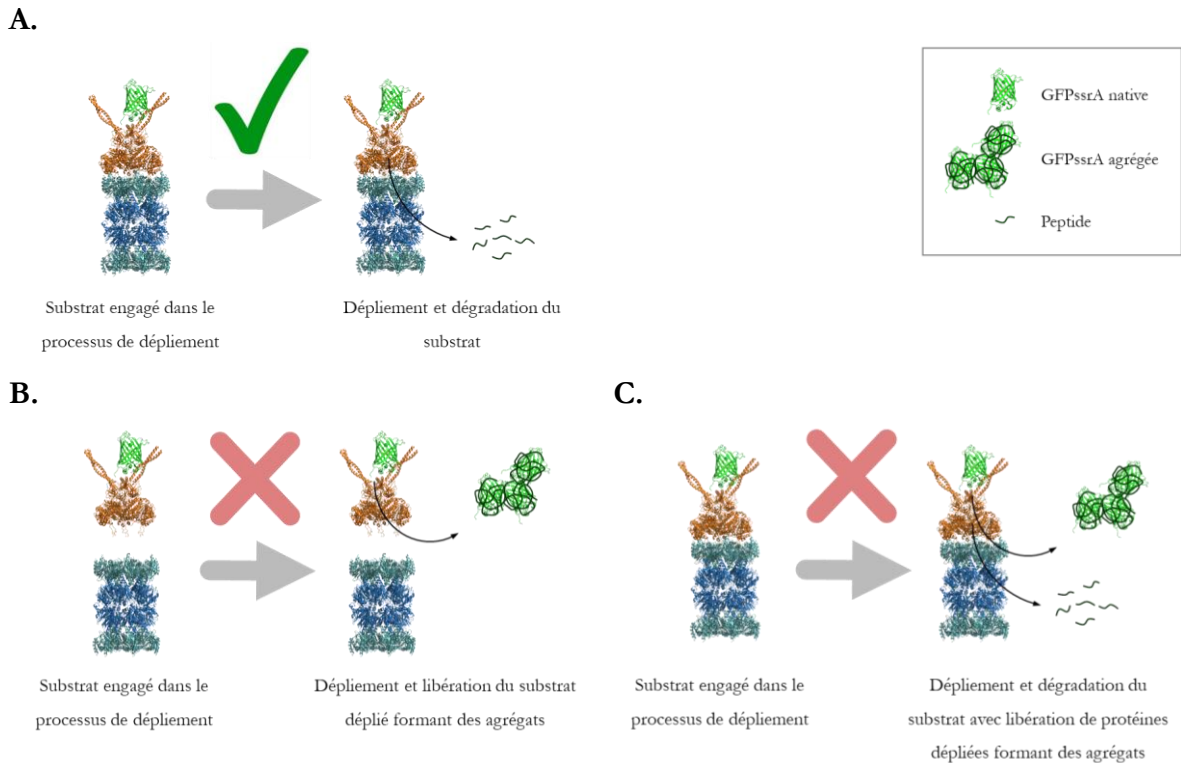 A.
GFPssrA native
GFPssrA agrégée
Peptide
Substrat engagé dans le
processus de dépliement
Dépliement et dégradation du
substrat
B.
C.
Substrat engagé dans le
processus de dépliement
Dépliement et libération du substrat
déplié formant des agrégats
Substrat engagé dans le
processus de dépliement
Dépliement et dégradation du
substrat avec libération de protéines
dépliées formant des agrégats